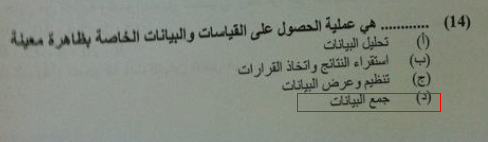 (14) ............ هي عملية الحصول على القياسات والبيانات الخاصة بظاهرة معينة
(أ) تحليل البيانات
(ب) استقراء النتائج واتخاذ القرارات
(ج) تنظيم وعرض البيانات
(د) جمع البيانات